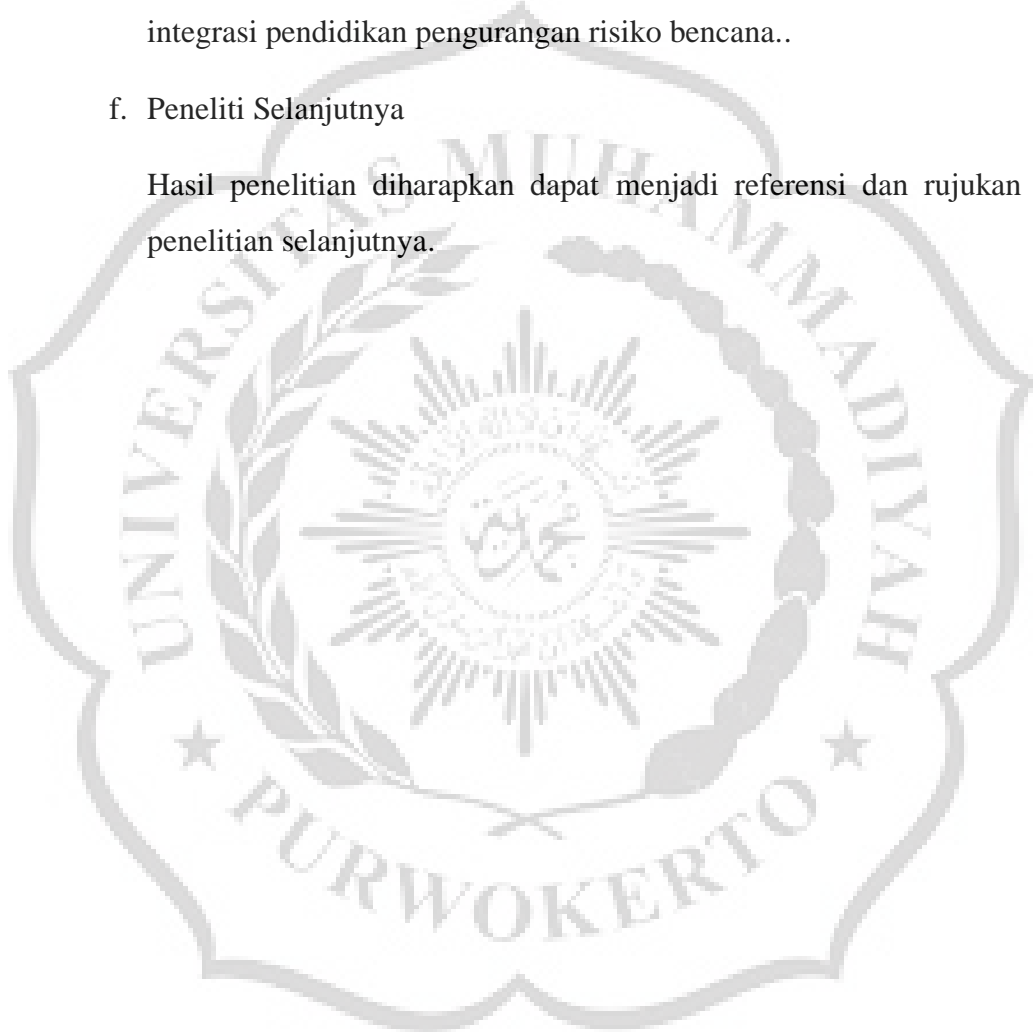 integrasi pendidikan pengurangan risiko bencana..
f. Peneliti Selanjutnya
Hasil penelitian diharapkan dapat menjadi referensi dan rujukan
penelitian selanjutnya.
UNIVERSITAS MUHAMMADIYAH
PURWOKERTO